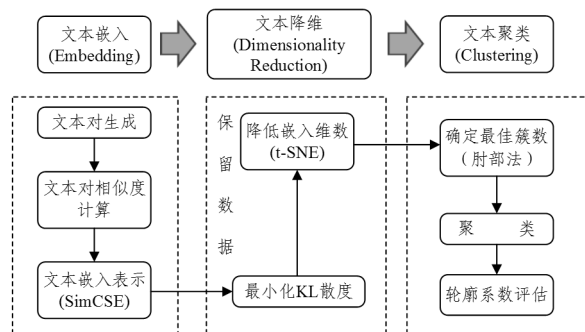 文本嵌入
(Embedding)
文本降维
(Dimensionality
Reduction)
文本聚类
(Clustering)
文本对生成
文本对相似度
计算
文本嵌入表示
(SimCSE)
保
留
数
据
降低嵌入维数
(t-SNE)
最小化KL散度
确定最佳簇数
(肘部法)
聚 类
轮廓系数评估